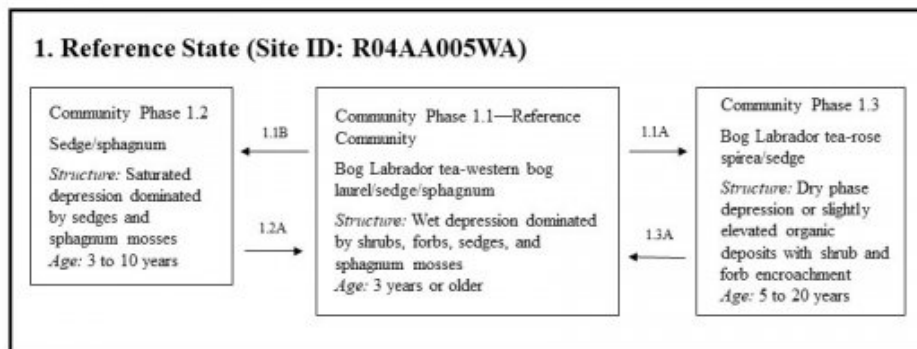 1. Reference State (Site ID: R04AA005WA)
Community Phase 1.2
Sedge/sphagnum
Structure: Saturated
depression dominated
by sedges and
sphagnum mosses
Age: 3 to 10 years
1.1B
1.2A
Community Phase 1.1—Reference
Community
Bog Labrador tea-western bog
laurel/sedge/sphagnum
Structure: Wet depression dominated
by shrubs, forbs, sedges, and
sphagnum mosses
Age: 3 years or older
1.1A
1.3A
Community Phase 1.3
Bog Labrador tea-rose
spirea/sedge
Structure: Dry phase
depression or slightly
elevated organic
deposits with shrub and
forb encroachment
Age: 5 to 20 years